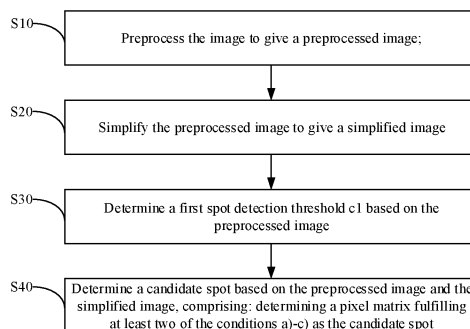 S10
Preprocess the image to give a preprocessed image;
S20
Simplify the preprocessed image to give a simplified image
S30
Determine a first spot detection threshold c1 based on the
preprocessed image
S40
Determine a candidate spot based on the preprocessed image and the
simplified image, comprising: determining a pixel matrix fulfilling
at least two of the conditions a)-c) as the candidate spot